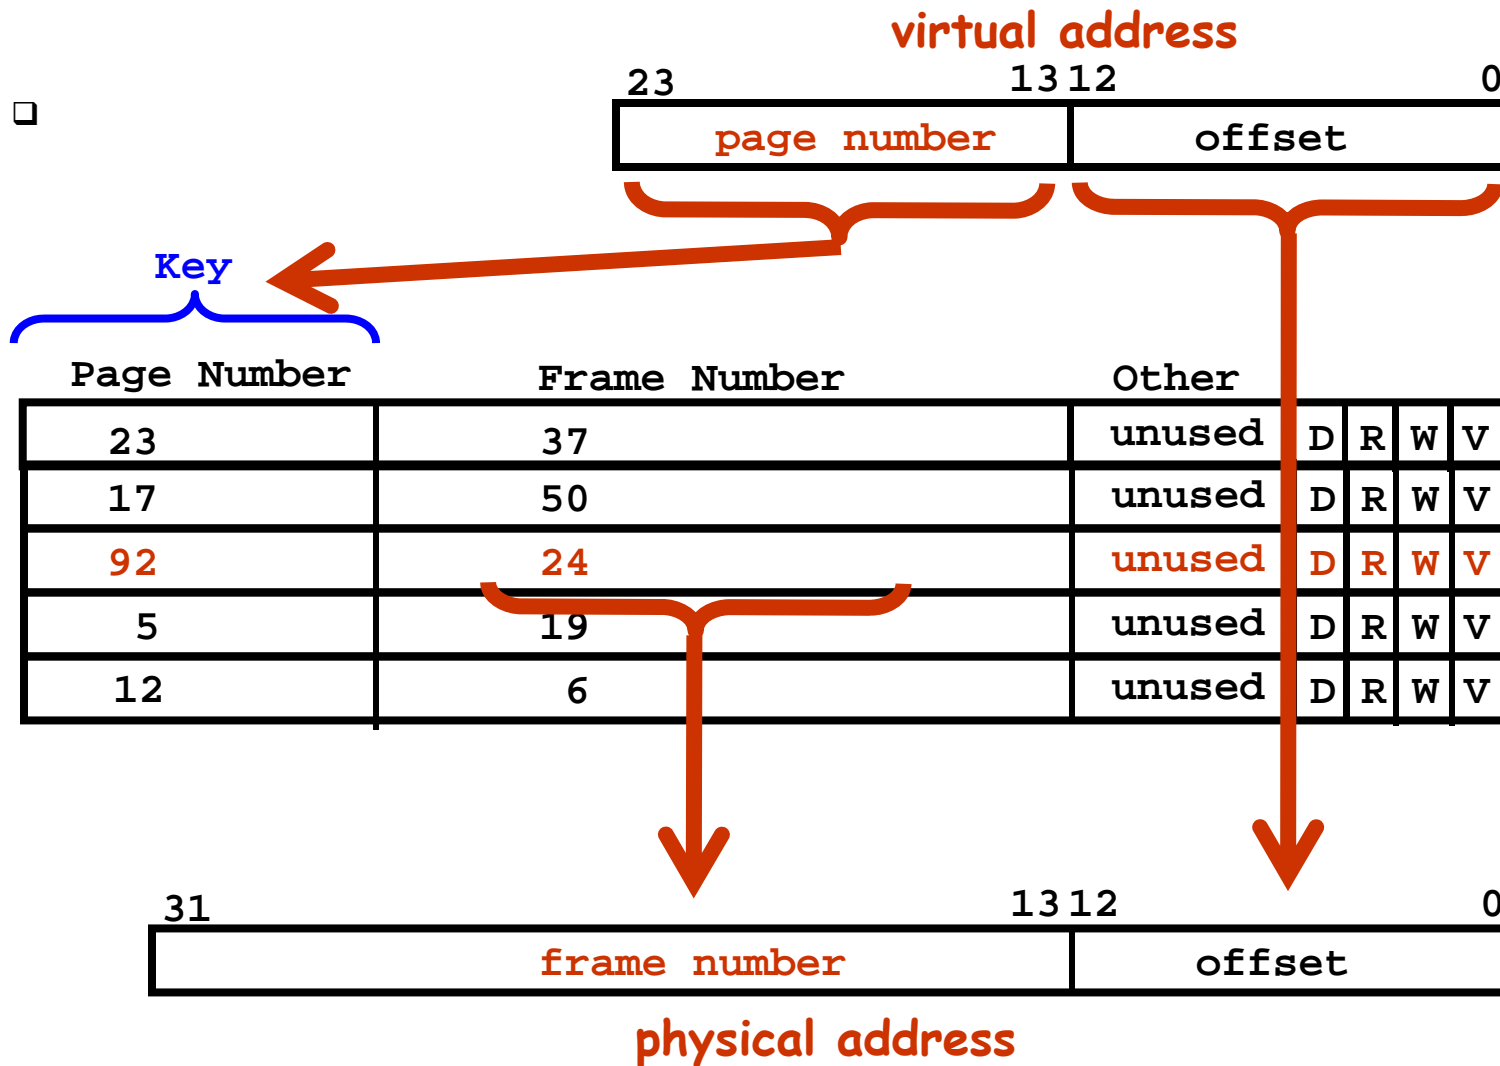 virtual address
23 13 12 0
❑
page number offset
Key
Page Number Frame Number Other
23 37 unused D R W V
17 50 unused D R W V
92 24 unused D R W V
5 19 unused D R W V
12 6 unused D R W V
31 13 12 0
frame number offset
physical address